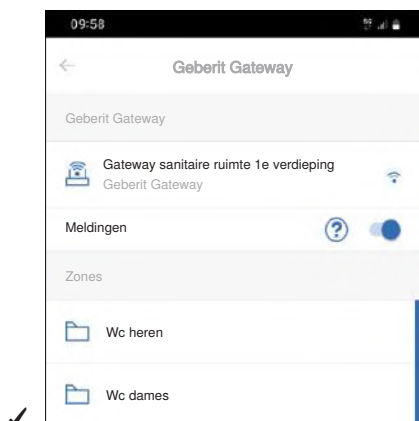 09:58
Geberit Gateway
Geberit Gateway
Gateway sanitaire ruimte 1e verdieping
Geberit Gateway
Meldingen
Zones
Wc heren
Wc dames